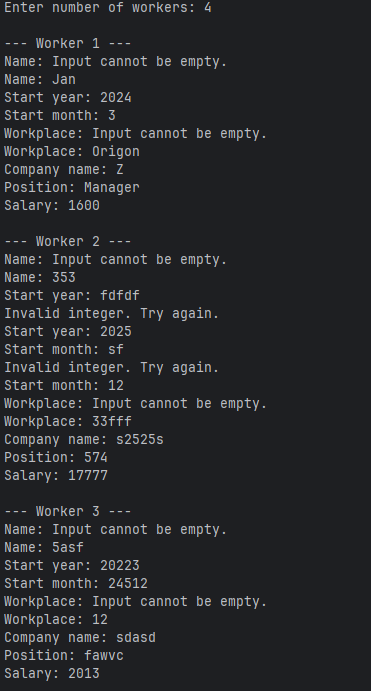 Enter number of workers: 4
--- Worker 1 ---
Name: Input cannot be empty.
Name: Jan
Start year: 2024
Start month: 3
Workplace: Input cannot be empty.
Workplace: Origon
Company name: Z
Position: Manager
Salary: 1600
--- Worker 2 ---
Name: Input cannot be empty.
Name: 353
Start year: fdfdf
Invalid integer. Try again.
Start year: 2025
Start month: sf
Invalid integer. Try again.
Start month: 12
Workplace: Input cannot be empty.
Workplace: 33fff
Company name: s2525s
Position: 574
Salary: 17777
--- Worker 3 ---
Name: Input cannot be empty.
Name: 5asf
Start year: 20223
Start month: 24512
Workplace: Input cannot be empty.
Workplace: 12
Company name: sdasd
Position: fawvc
Salary: 2013